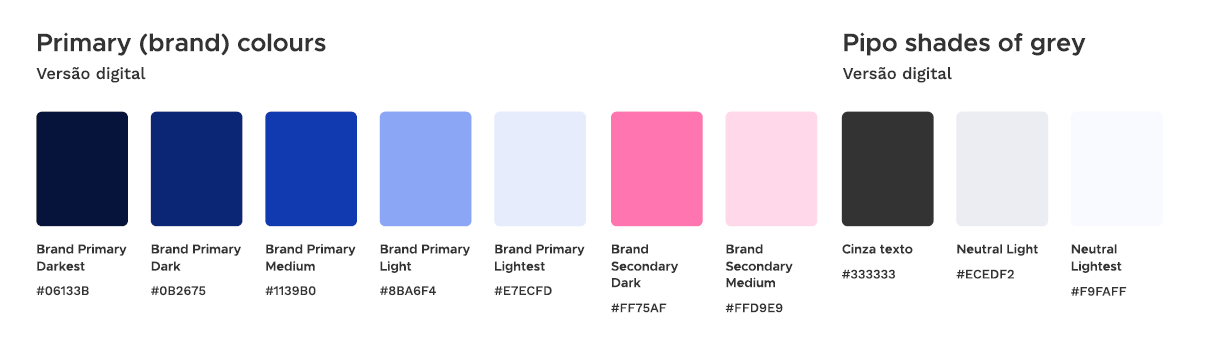 Primary (brand) colours
Versão digital
Brand Primary
Darkest
#06133B
Brand Primary
Dark
#0B2675
Brand Primary
Medium
#1139B0
Brand Primary
Light
#8BA6F4
Brand Primary
Lightest
#E7ECFD
Brand
Secondary
Dark
#FF75AF
Brand
Secondary
Medium
#FFD9E9
Pipo shades of grey
Versão digital
Cinza texto
#333333
Neutral Light
#ECEDF2
Neutral
Lightest
#F9FAFF